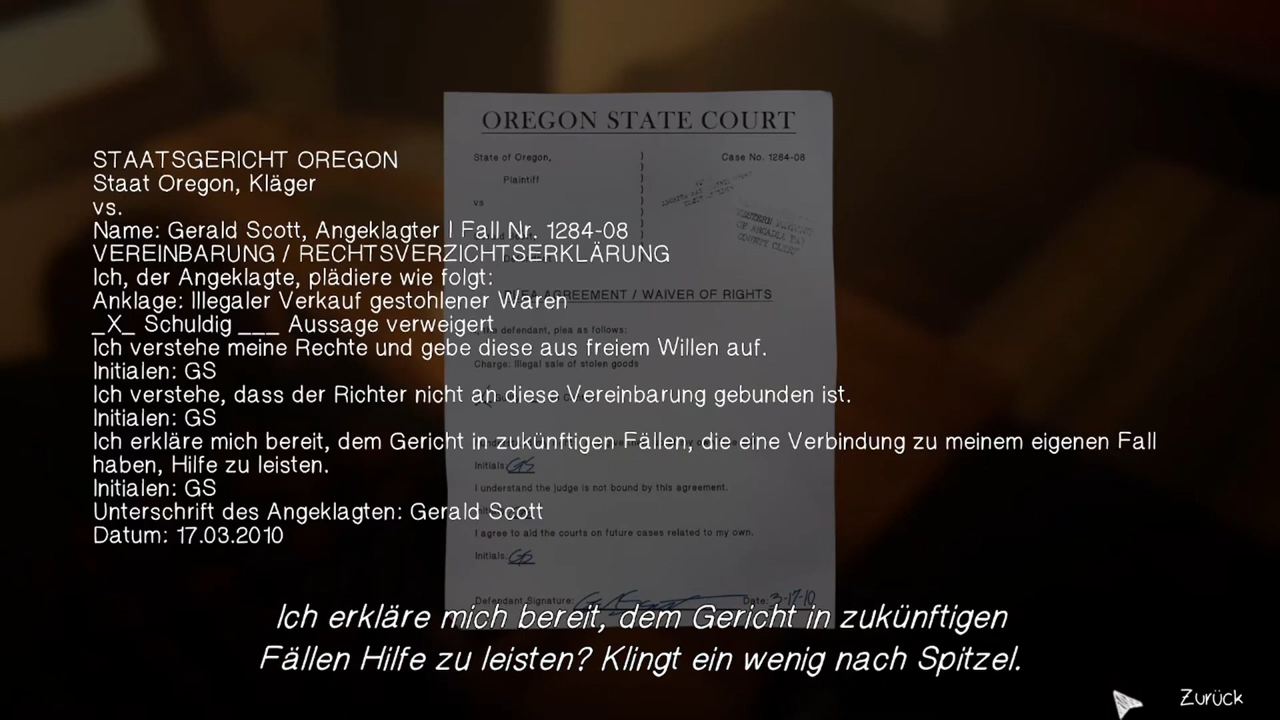 OREGON STATE COURT
State of Oregon,
Case No. 1284-08
Plaintiff
vs
STAATSGERICHT OREGON
Staat Oregon, Kläger
vs.
Name: Gerald Scott, Angeklagter | Fall Nr. 1284-08
VEREINBARUNG / RECHTSVERZICHTSERKLÄRUNG
Ich, der Angeklagte, plädiere wie folgt:
Anklage: Illegaler Verkauf gestohlener Waren
_X_ Schuldig ___ Aussage verweigert
Ich verstehe meine Rechte und gebe diese aus freiem Willen auf.
Initialen: GS
Ich verstehe, dass der Richter nicht an diese Vereinbarung gebunden ist.
Initialen: GS
Ich erkläre mich bereit, dem Gericht in zukünftigen Fällen, die eine Verbindung zu meinem eigenen Fall
haben, Hilfe zu leisten.
Initialen: GS
Unterschrift des Angeklagten: Gerald Scott
Datum: 17.03.2010
AGREEMENT / WAIVER OF RIGHTS
defendant, plea as follows:
Charge: Illegal sale of stolen goods
Initials: GS
I understand the judge is not bound by this agreement.
I agree to aid the courts on future cases related to my own.
Initials: GS
Defendant Signature:
Date: 3-17-10
Ich erkläre mich bereit, dem Gericht in zukünftigen
Fällen Hilfe zu leisten? Klingt ein wenig nach Spitzel.
Zurück